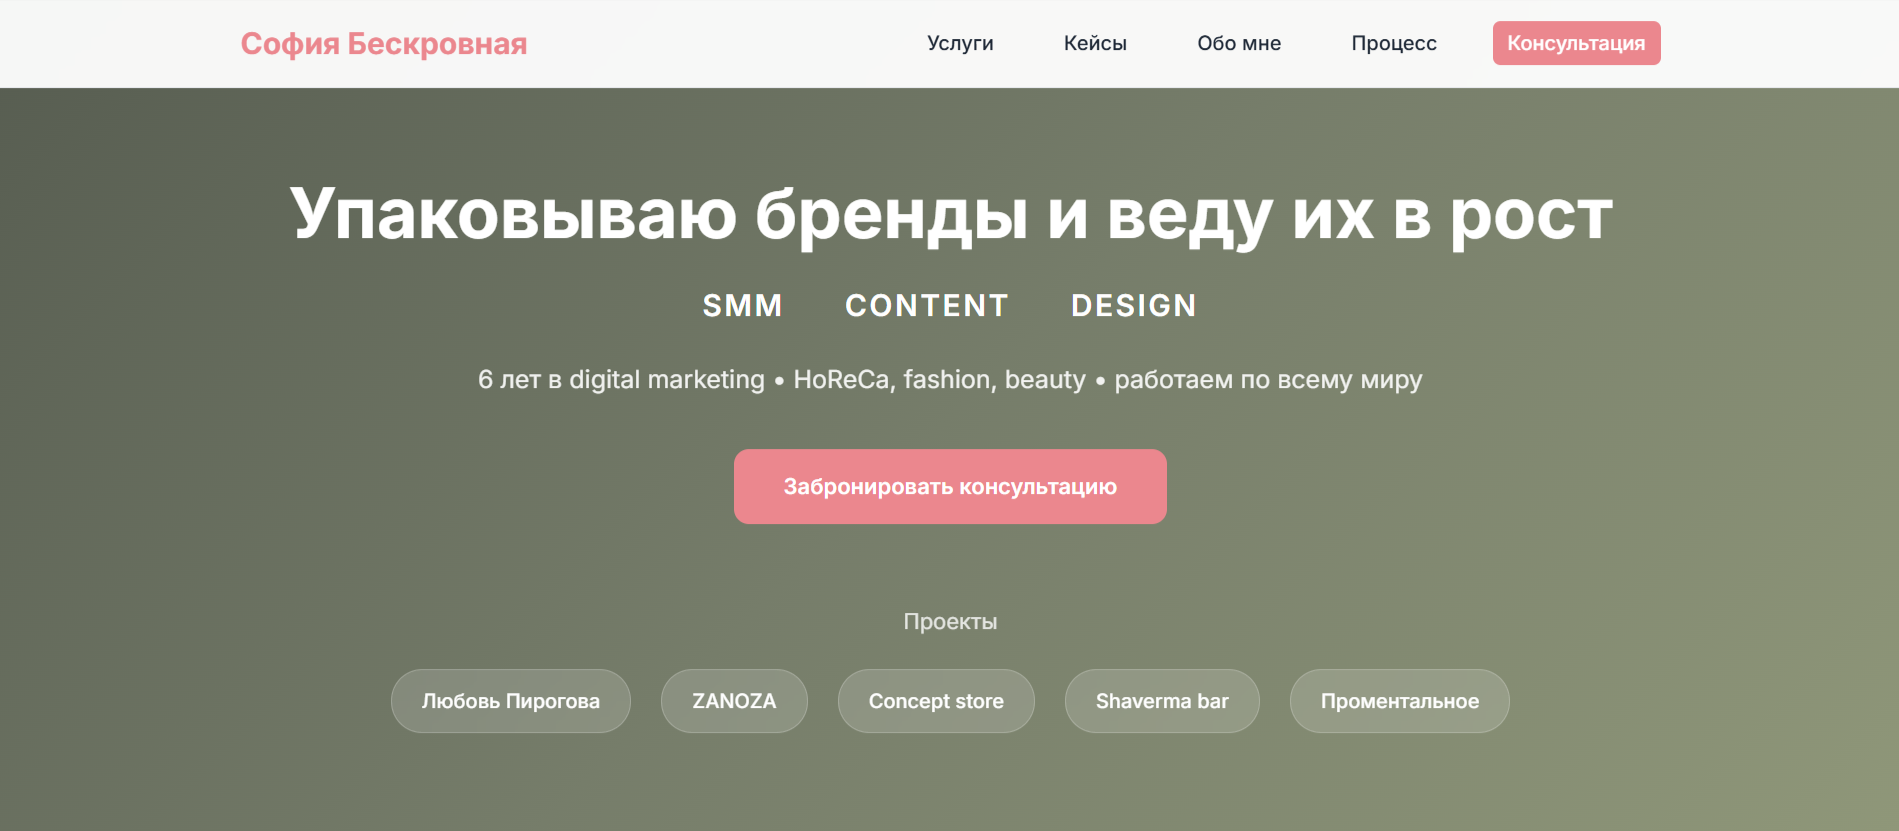 София Бескровная Услуги Кейсы Обо мне Процесс Консультация
Упаковываю бренды и веду их в рост
SMM CONTENT DESIGN
6 лет в digital marketing • HoReCa, fashion, beauty • работаем по всему миру
Забронировать консультацию
Проекты
Любовь Пирогова ZANOZA Concept store Shaverma bar Проментальное